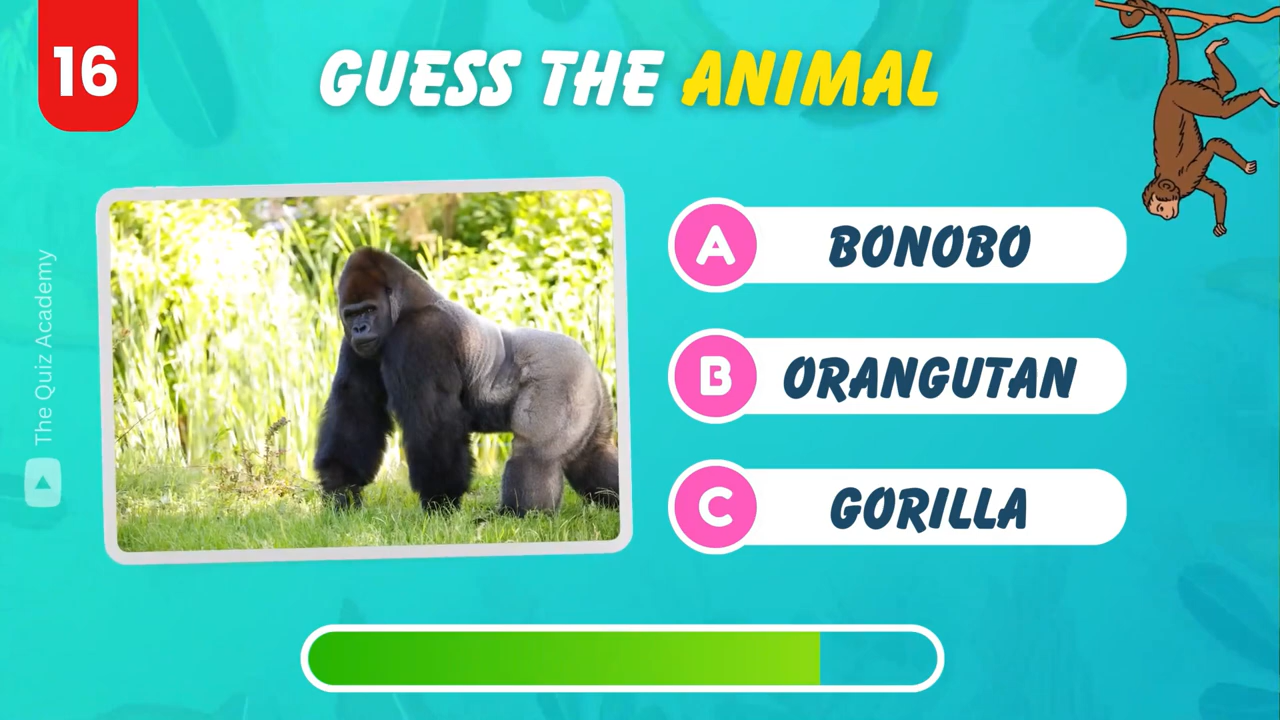 16
GUESS THE ANIMAL
The Quiz Academy
A BONOBO
B ORANGUTAN
C GORILLA